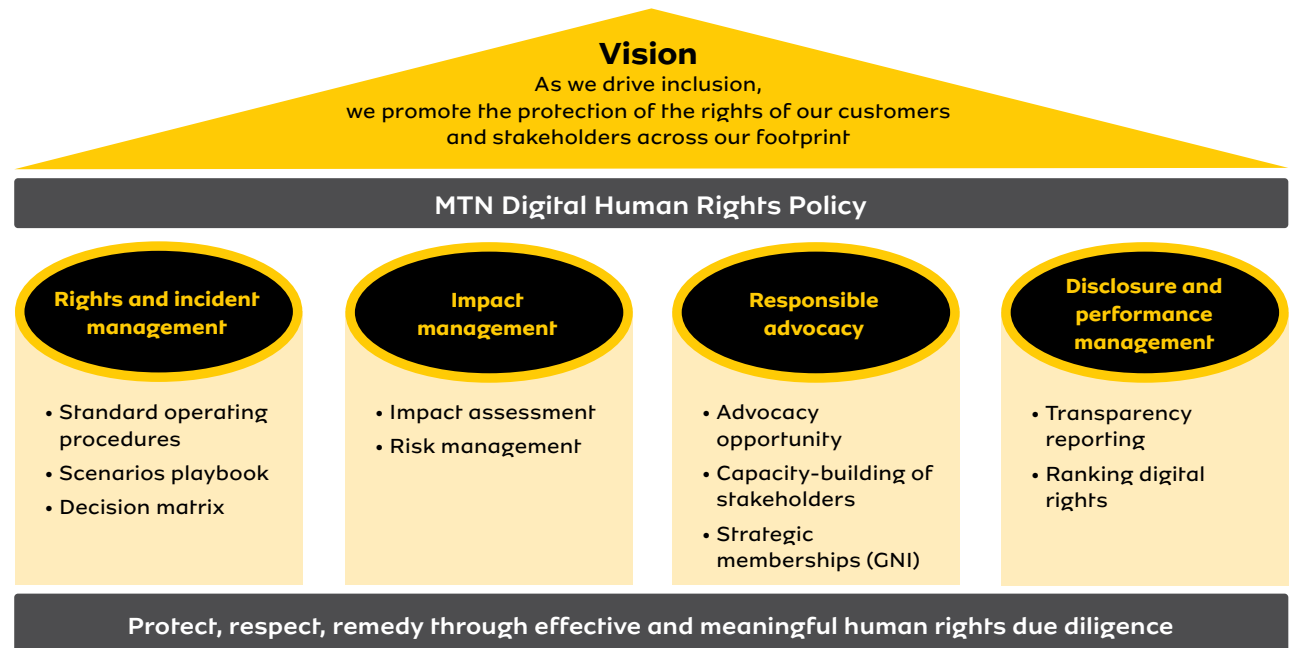 Vision
As we drive inclusion,
we promote the protection of the rights of our customers
and stakeholders across our footprint
MTN Digital Human Rights Policy
Rights and incident
management
• Standard operating
procedures
• Scenarios playbook
• Decision matrix
Impact
management
• Impact assessment
• Risk management
Responsible
advocacy
• Advocacy
opportunity
• Capacity-building of
stakeholders
• Strategic
memberships (GNI)
Disclosure and
performance
management
• Transparency
reporting
• Ranking digital
rights
Protect, respect, remedy through effective and meaningful human rights due diligence